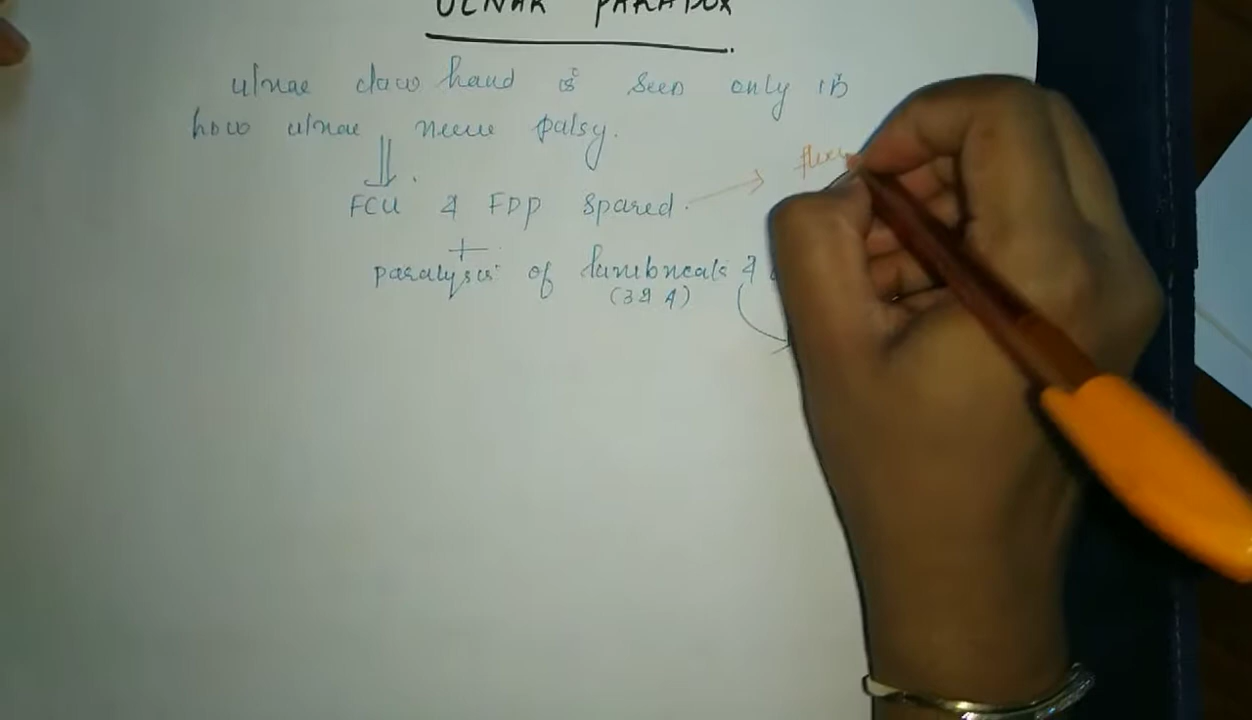 ULNAR PARADOX
ulnar claw hand is seen only in
low ulnar nerve palsy.
FCU & FDP spared. → flex
+
paralysis of lumbricals &
(3 & 4)